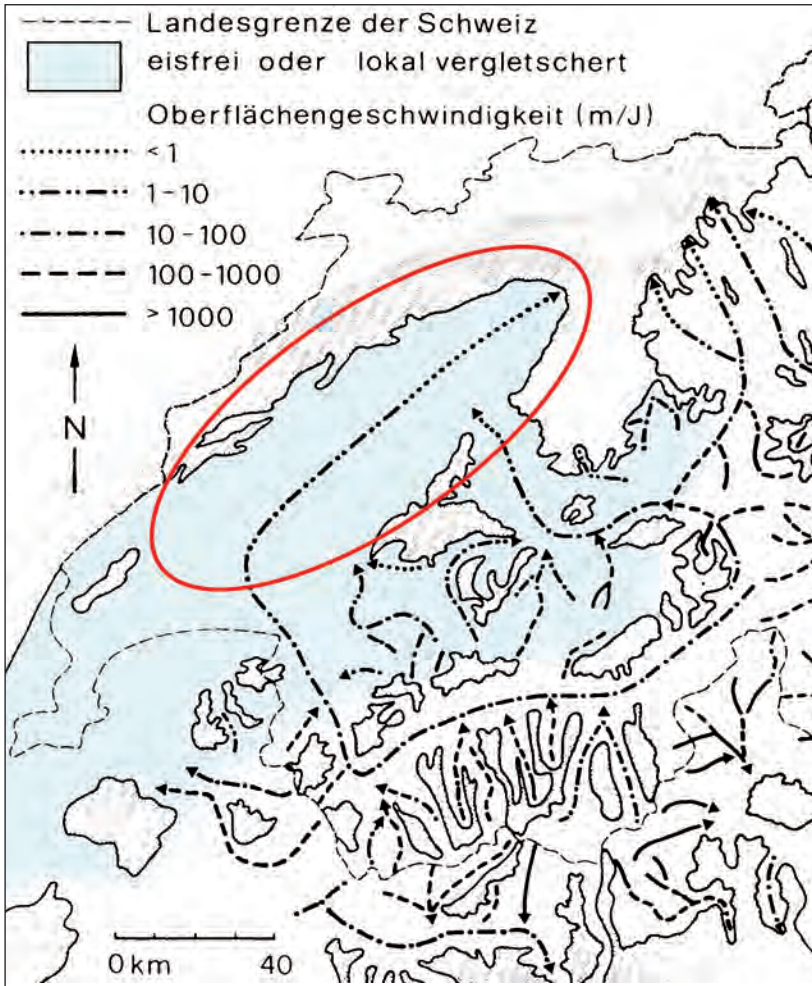 Landesgrenze der Schweiz
eisfrei oder lokal vergletschert
Oberflächengeschwindigkeit (m/J)
<1
1-10
10-100
100-1000
>1000
N
0 km 40